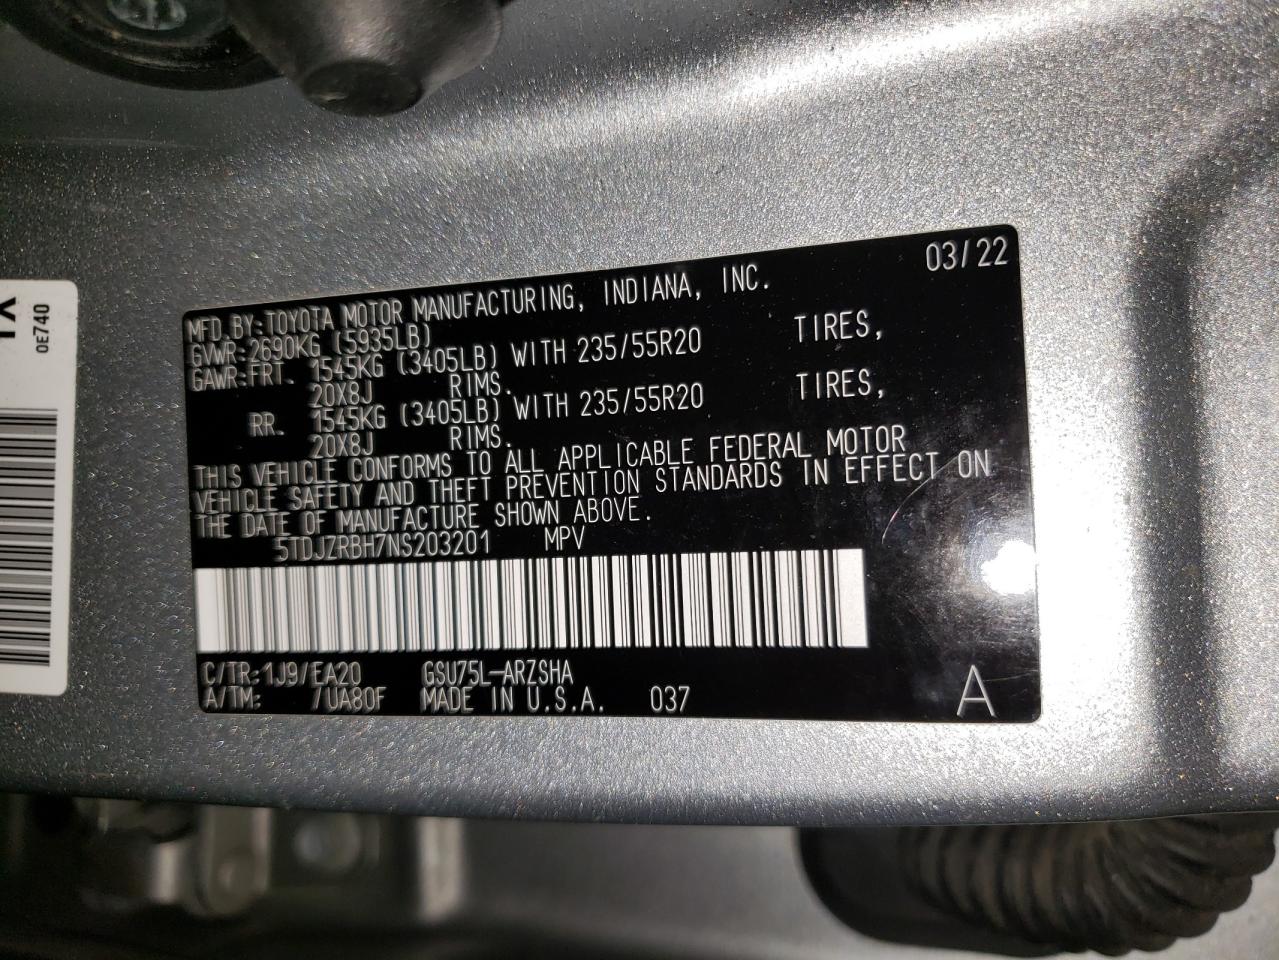 03/22
MFD. BY: TOYOTA MOTOR MANUFACTURING, INDIANA, INC.
GVWR: 2690KG (5935LB)
GAWR: FRT. 1545KG (3405LB) WITH 235/55R20 TIRES,
20X8J RIMS.
RR. 1545KG (3405LB) WITH 235/55R20 TIRES,
20X8J RIMS.
THIS VEHICLE CONFORMS TO ALL APPLICABLE FEDERAL MOTOR
VEHICLE SAFETY AND THEFT PREVENTION STANDARDS IN EFFECT ON
THE DATE OF MANUFACTURE SHOWN ABOVE.
5TDJZRBH7NS203201 MPV
C/TR: 1J9/EA20 GSU75L-ARZSHA
A/TM: /UA80F MADE IN U.S.A. 037 A
0E740